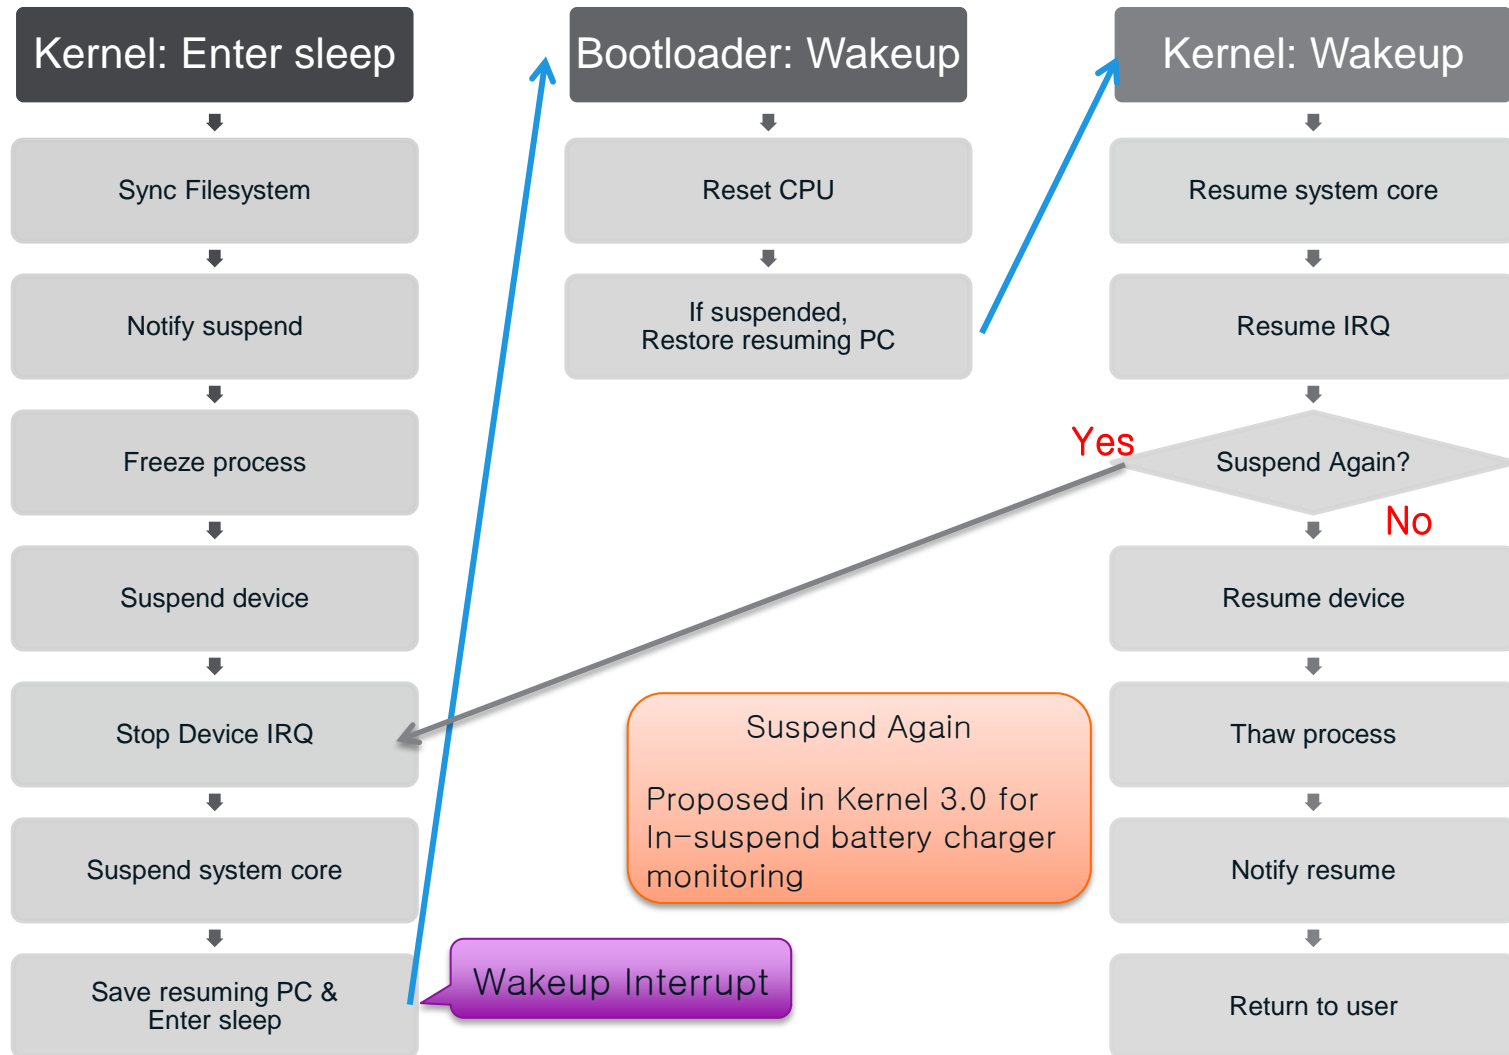 Kernel: Enter sleep
Sync Filesystem
Notify suspend
Freeze process
Suspend device
Stop Device IRQ
Suspend system core
Save resuming PC &
Enter sleep
Wakeup Interrupt
Bootloader: Wakeup
Reset CPU
If suspended,
Restore resuming PC
Kernel: Wakeup
Resume system core
Resume IRQ
Suspend Again?
Yes
No
Resume device
Thaw process
Notify resume
Return to user
Suspend Again
Proposed in Kernel 3.0 for
In-suspend battery charger
monitoring